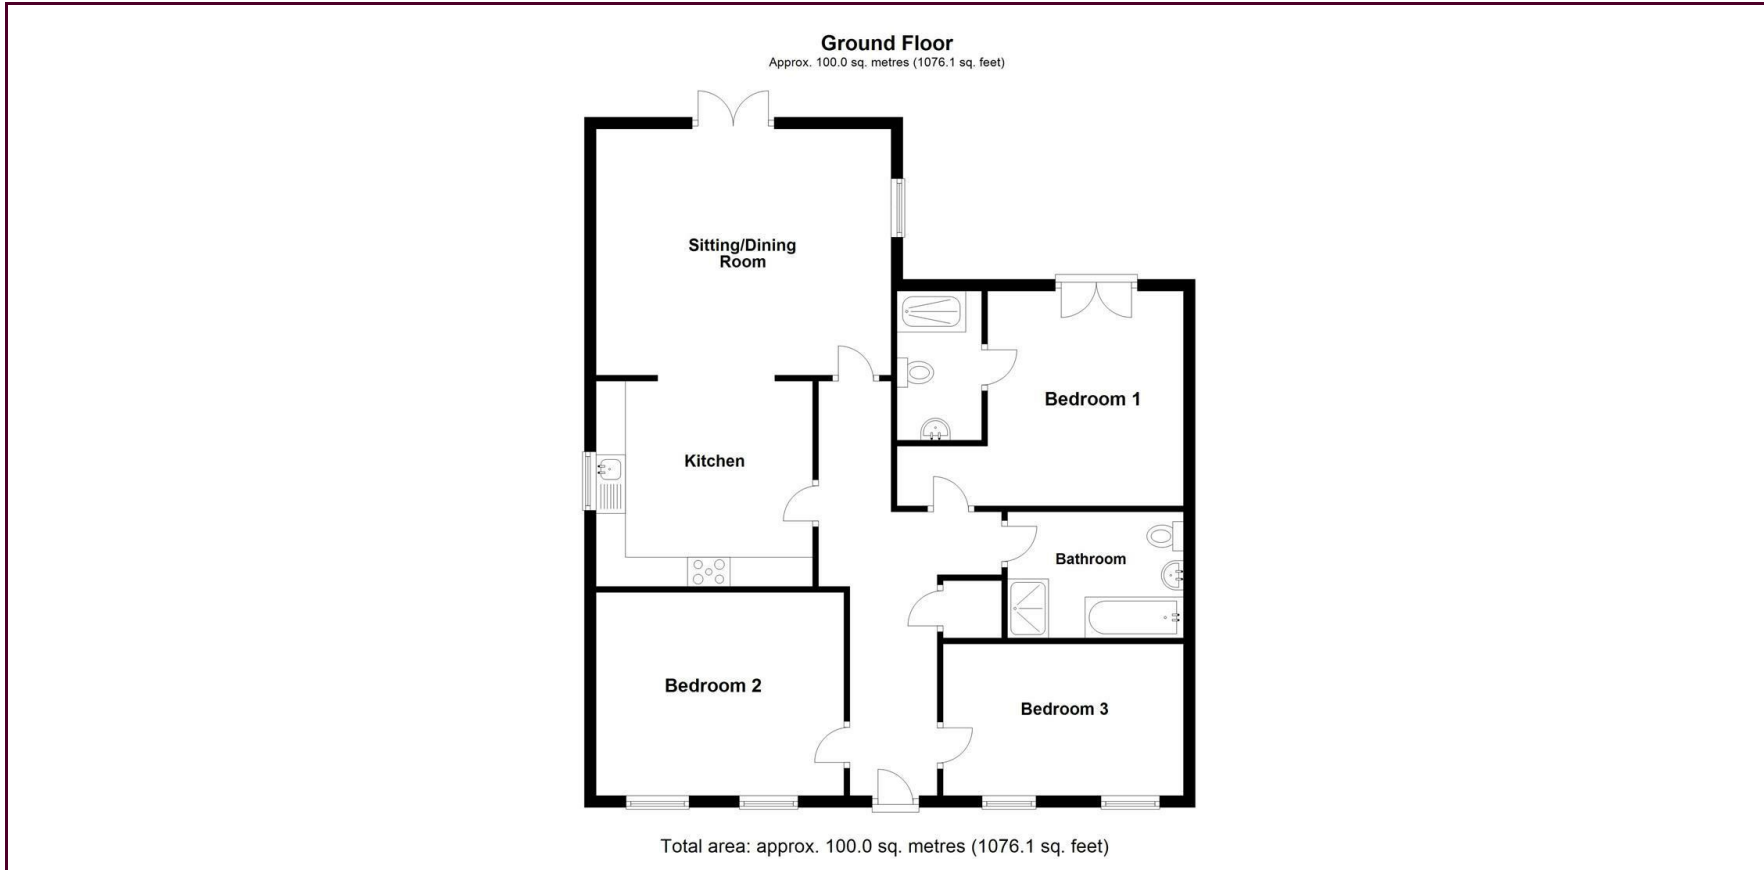 Ground Floor
Approx. 100.0 sq. metres (1076.1 sq. feet)
Sitting/Dining
Room
Bedroom 1
Kitchen
Bathroom
Bedroom 2
Bedroom 3
Total area: approx. 100.0 sq. metres (1076.1 sq. feet)